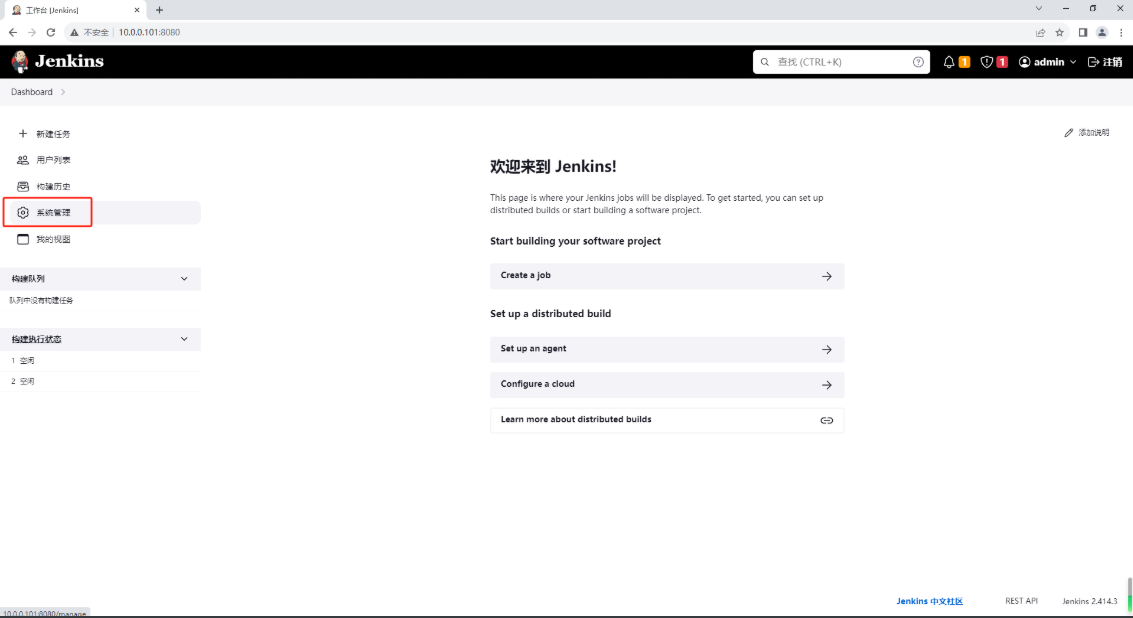 工作台 [Jenkins]
不安全 10.0.0.101:8080
Jenkins
查找 (CTRL+K)
1
1
admin
注销
Dashboard
新建任务
添加说明
用户列表
构建历史
系统管理
我的视图
构建队列
队列中没有构建任务
构建执行状态
1 空闲
2 空闲
欢迎来到 Jenkins!
This page is where your Jenkins jobs will be displayed. To get started, you can set up
distributed builds or start building a software project.
Start building your software project
Create a job
Set up a distributed build
Set up an agent
Configure a cloud
Learn more about distributed builds
Jenkins 中文社区
REST API
Jenkins 2.414.3
10.0.0.101:8080/manage